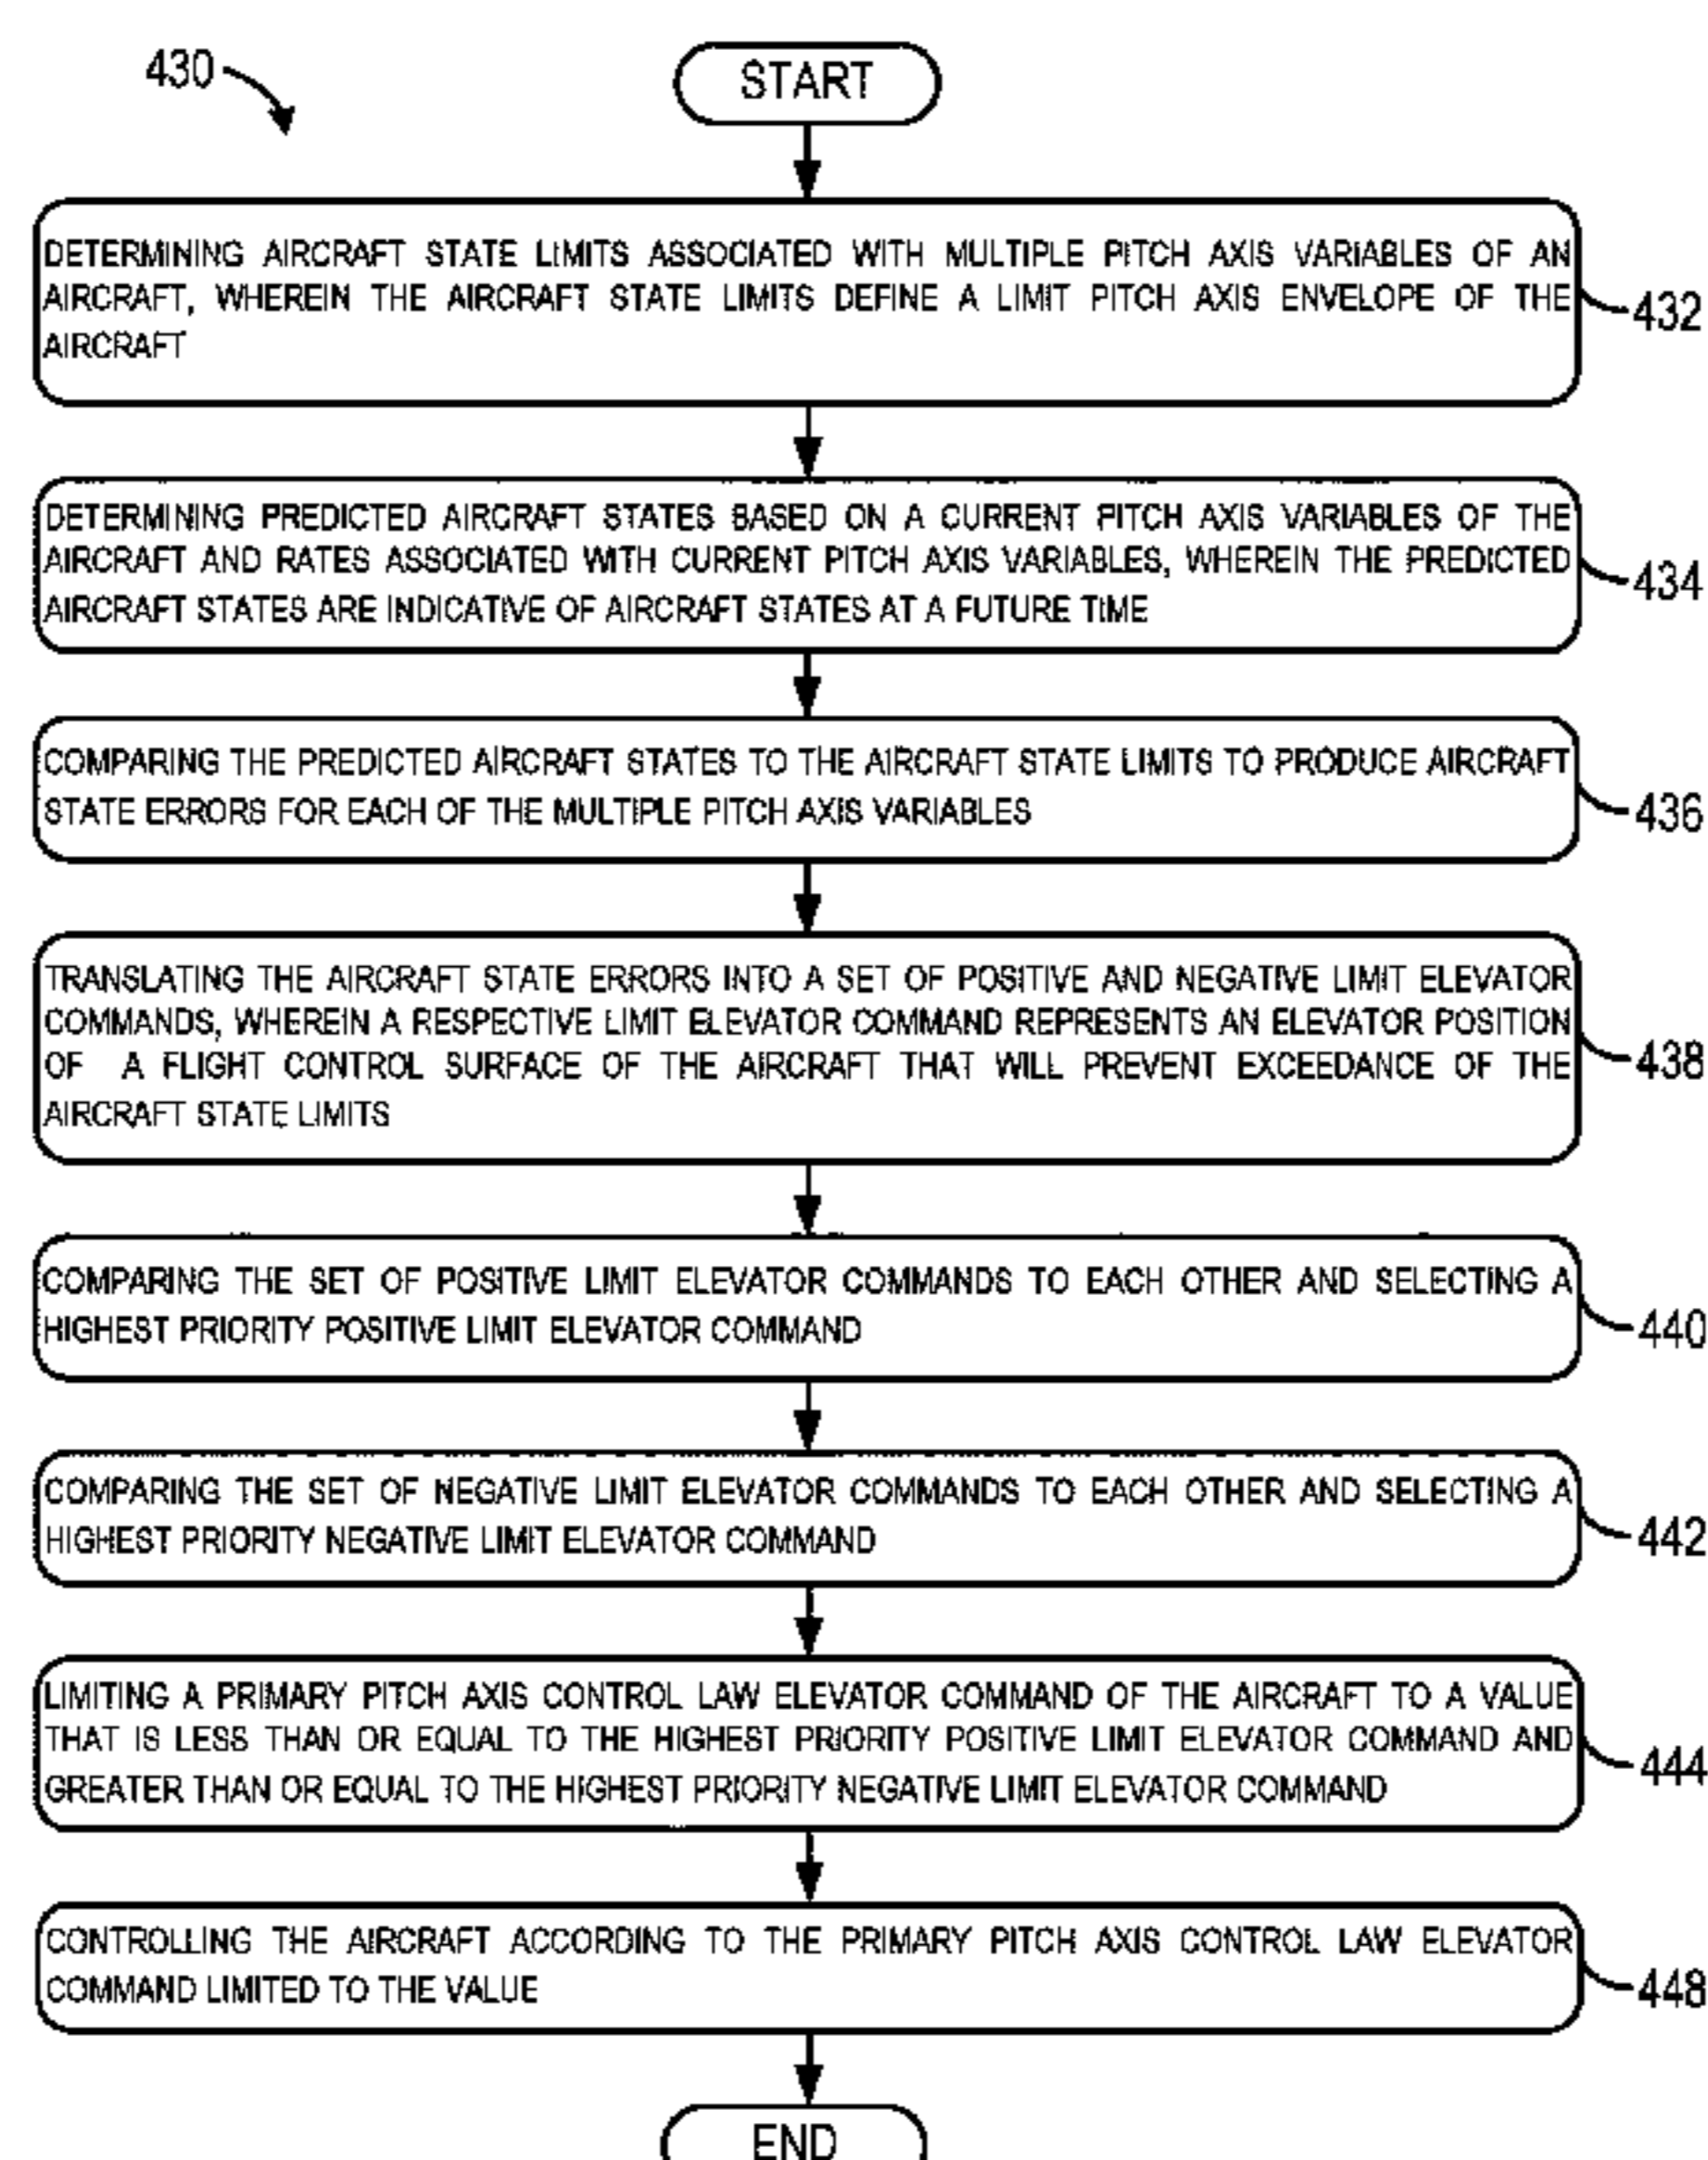 430
START
DETERMINING AIRCRAFT STATE LIMITS ASSOCIATED WITH MULTIPLE PITCH AXIS VARIABLES OF AN
AIRCRAFT, WHEREIN THE AIRCRAFT STATE LIMITS DEFINE A LIMIT PITCH AXIS ENVELOPE OF THE
AIRCRAFT
432
DETERMINING PREDICTED AIRCRAFT STATES BASED ON A CURRENT PITCH AXIS VARIABLES OF THE
AIRCRAFT AND RATES ASSOCIATED WITH CURRENT PITCH AXIS VARIABLES, WHEREIN THE PREDICTED
AIRCRAFT STATES ARE INDICATIVE OF AIRCRAFT STATES AT A FUTURE TIME
434
COMPARING THE PREDICTED AIRCRAFT STATES TO THE AIRCRAFT STATE LIMITS TO PRODUCE AIRCRAFT
STATE ERRORS FOR EACH OF THE MULTIPLE PITCH AXIS VARIABLES
436
TRANSLATING THE AIRCRAFT STATE ERRORS INTO A SET OF POSITIVE AND NEGATIVE LIMIT ELEVATOR
COMMANDS, WHEREIN A RESPECTIVE LIMIT ELEVATOR COMMAND REPRESENTS AN ELEVATOR POSITION
OF A FLIGHT CONTROL SURFACE OF THE AIRCRAFT THAT WILL PREVENT EXCEEDANCE OF THE
AIRCRAFT STATE LIMITS
438
COMPARING THE SET OF POSITIVE LIMIT ELEVATOR COMMANDS TO EACH OTHER AND SELECTING A
HIGHEST PRIORITY POSITIVE LIMIT ELEVATOR COMMAND
440
COMPARING THE SET OF NEGATIVE LIMIT ELEVATOR COMMANDS TO EACH OTHER AND SELECTING A
HIGHEST PRIORITY NEGATIVE LIMIT ELEVATOR COMMAND
442
LIMITING A PRIMARY PITCH AXIS CONTROL LAW ELEVATOR COMMAND OF THE AIRCRAFT TO A VALUE
THAT IS LESS THAN OR EQUAL TO THE HIGHEST PRIORITY POSITIVE LIMIT ELEVATOR COMMAND AND
GREATER THAN OR EQUAL TO THE HIGHEST PRIORITY NEGATIVE LIMIT ELEVATOR COMMAND
444
CONTROLLING THE AIRCRAFT ACCORDING TO THE PRIMARY PITCH AXIS CONTROL LAW ELEVATOR
COMMAND LIMITED TO THE VALUE
448
END